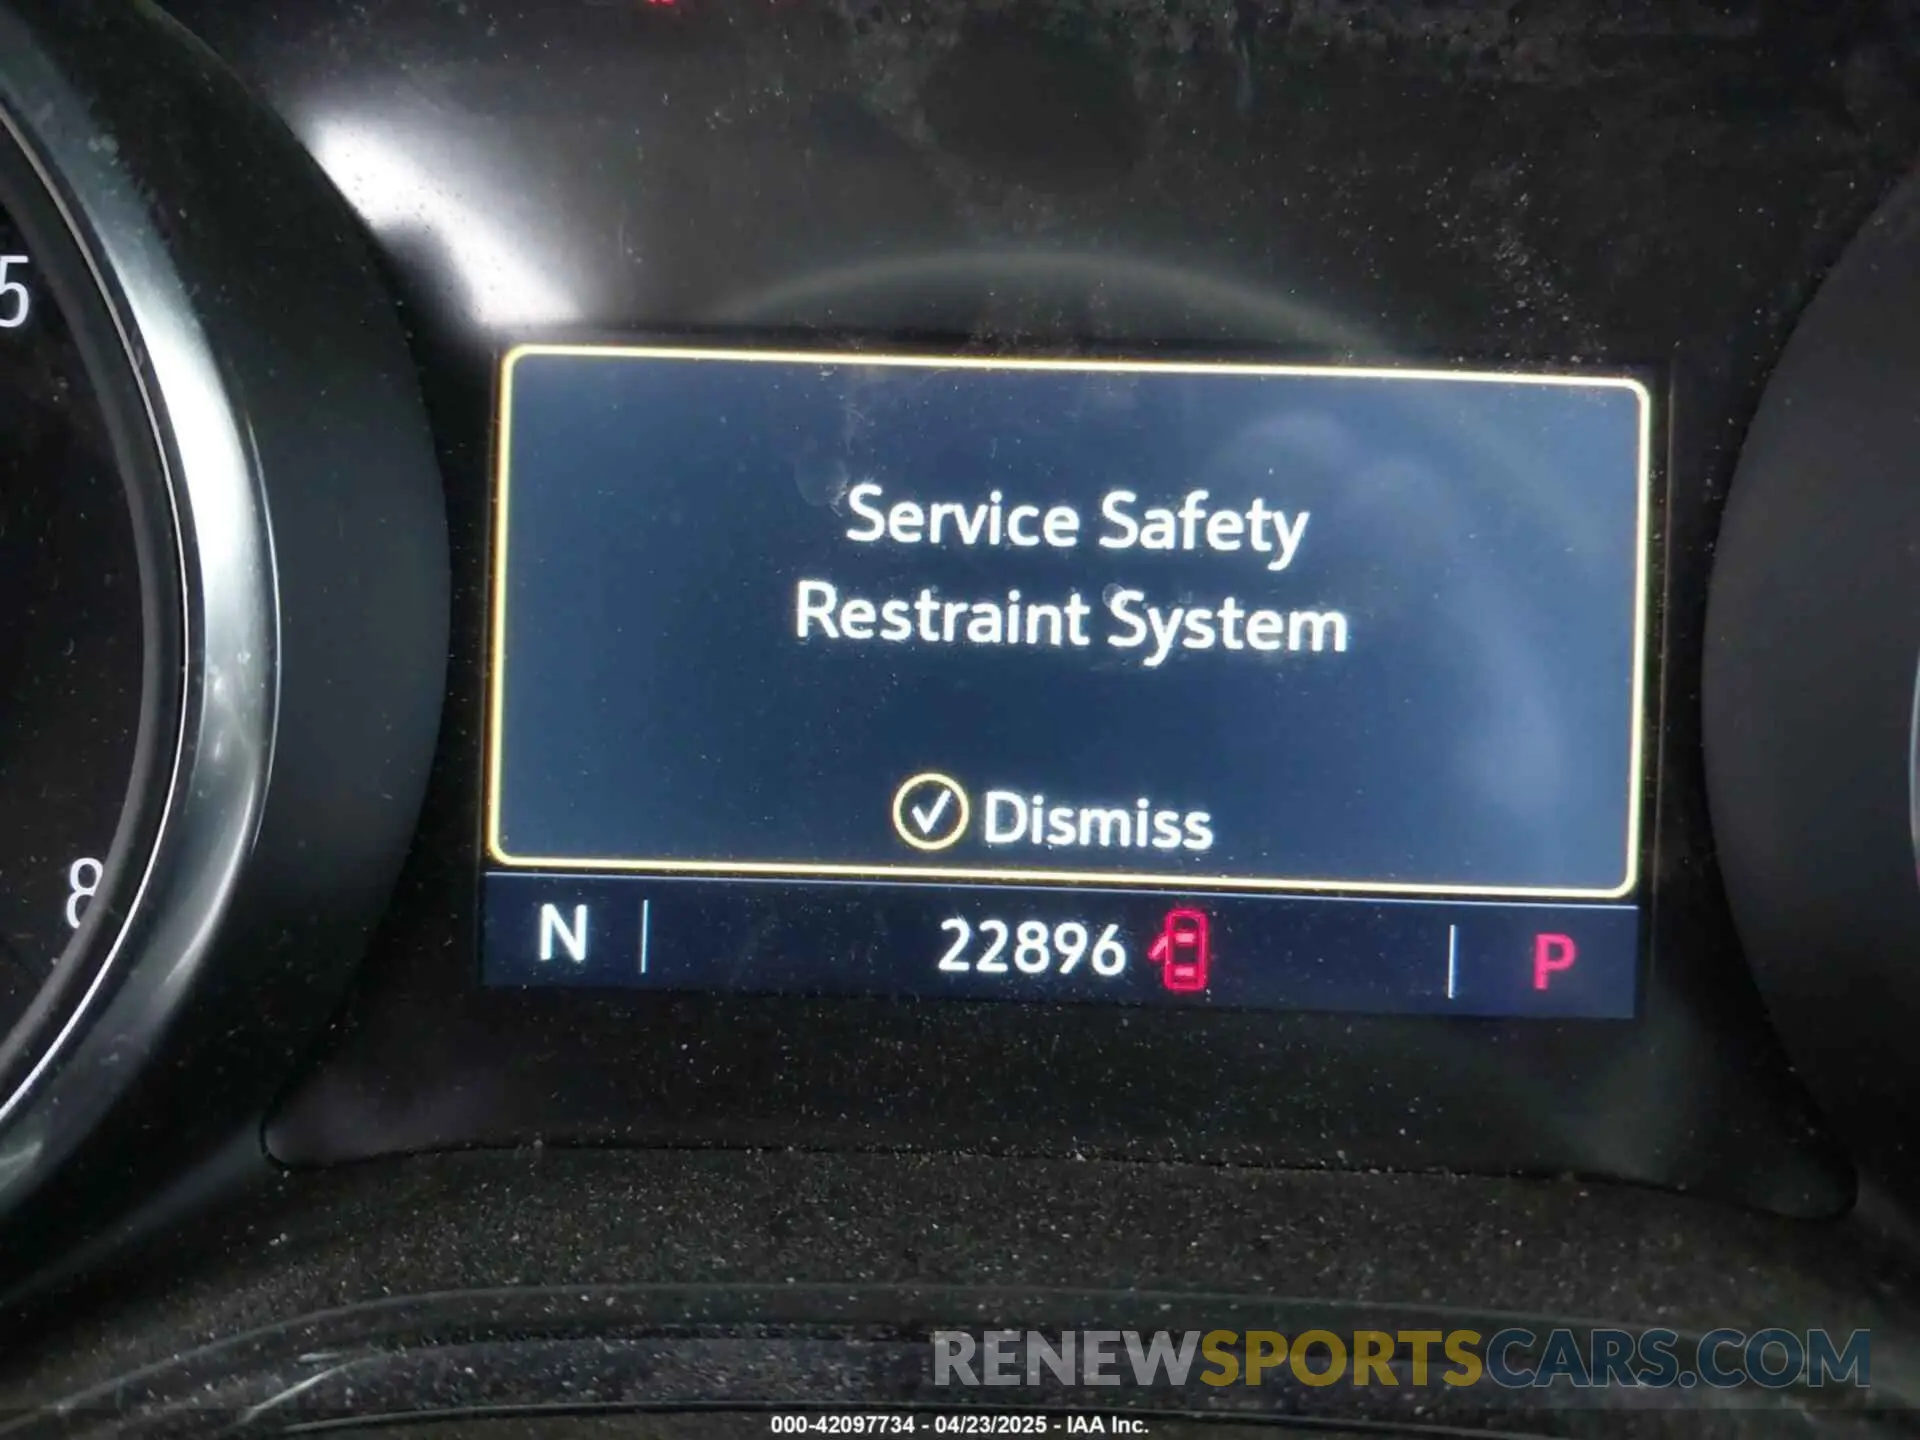 5
8
Service Safety
Restraint System
Dismiss
N
22896
P
RENEWSPORTSCARS.COM
000-42097734 - 04/23/2025 - IAA Inc.